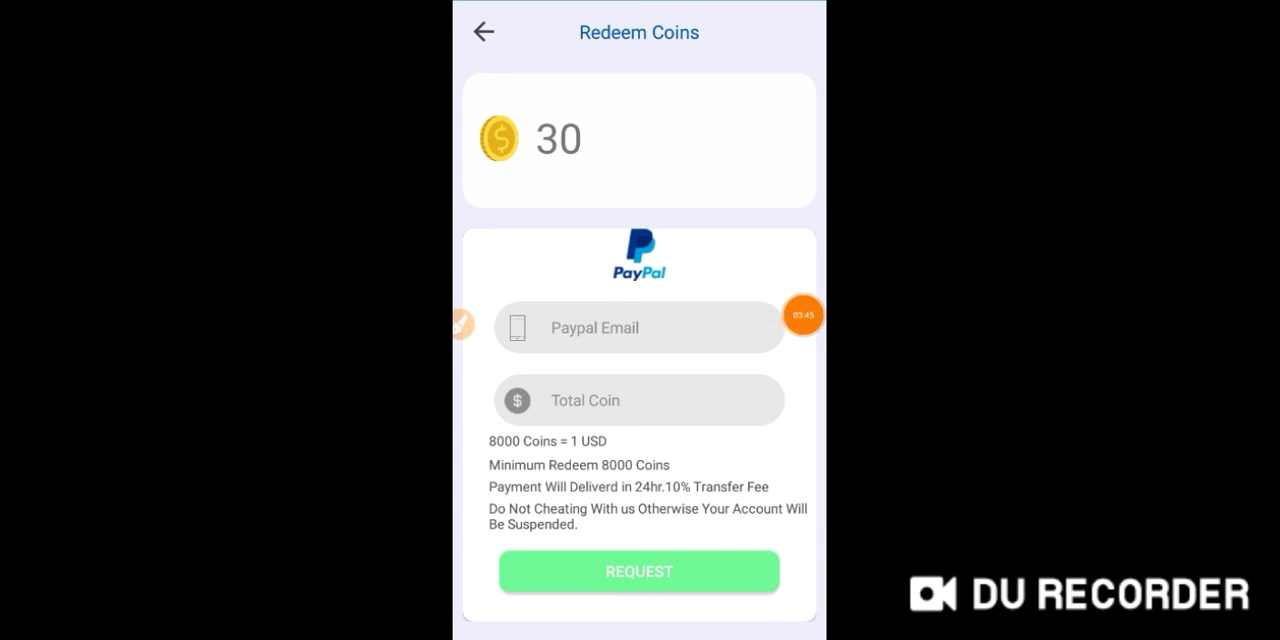 Redeem Coins
30
PayPal
Paypal Email
03:45
Total Coin
8000 Coins = 1 USD
Minimum Redeem 8000 Coins
Payment Will Deliverd in 24hr.10% Transfer Fee
Do Not Cheating With us Otherwise Your Account Will
Be Suspended.
REQUEST
DU RECORDER